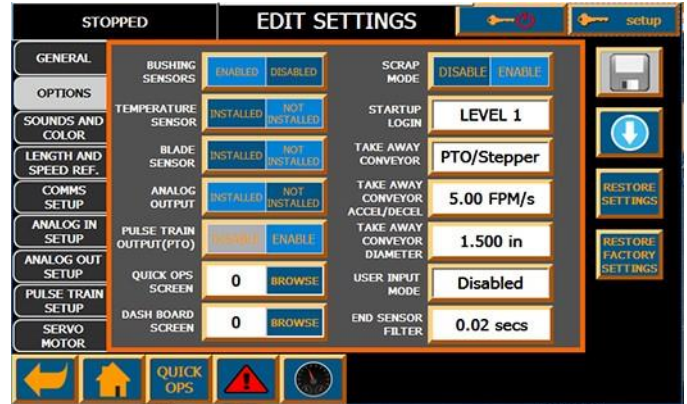 STOPPED
EDIT SETTINGS
setup
GENERAL
OPTIONS
SOUNDS AND
COLOR
LENGTH AND
SPEED REF.
COMMS
SETUP
ANALOG IN
SETUP
ANALOG OUT
SETUP
PULSE TRAIN
SETUP
SERVO
MOTOR
BUSHING
SENSORS
ENABLED DISABLED
TEMPERATURE
SENSOR
INSTALLED NOT
INSTALLED
BLADE
SENSOR
INSTALLED NOT
INSTALLED
ANALOG
OUTPUT
INSTALLED NOT
INSTALLED
PULSE TRAIN
OUTPUT(PTO)
DISABLE ENABLE
QUICK OPS
SCREEN
0 BROWSE
DASH BOARD
SCREEN
0 BROWSE
SCRAP
MODE
DISABLE ENABLE
STARTUP
LOGIN
LEVEL 1
TAKE AWAY
CONVEYOR
PTO/Stepper
TAKE AWAY
CONVEYOR
ACCEL/DECEL
5.00 FPM/s
TAKE AWAY
CONVEYOR
DIAMETER
1.500 in
USER INPUT
MODE
Disabled
END SENSOR
FILTER
0.02 secs
RESTORE
SETTINGS
RESTORE
FACTORY
SETTINGS
QUICK
OPS